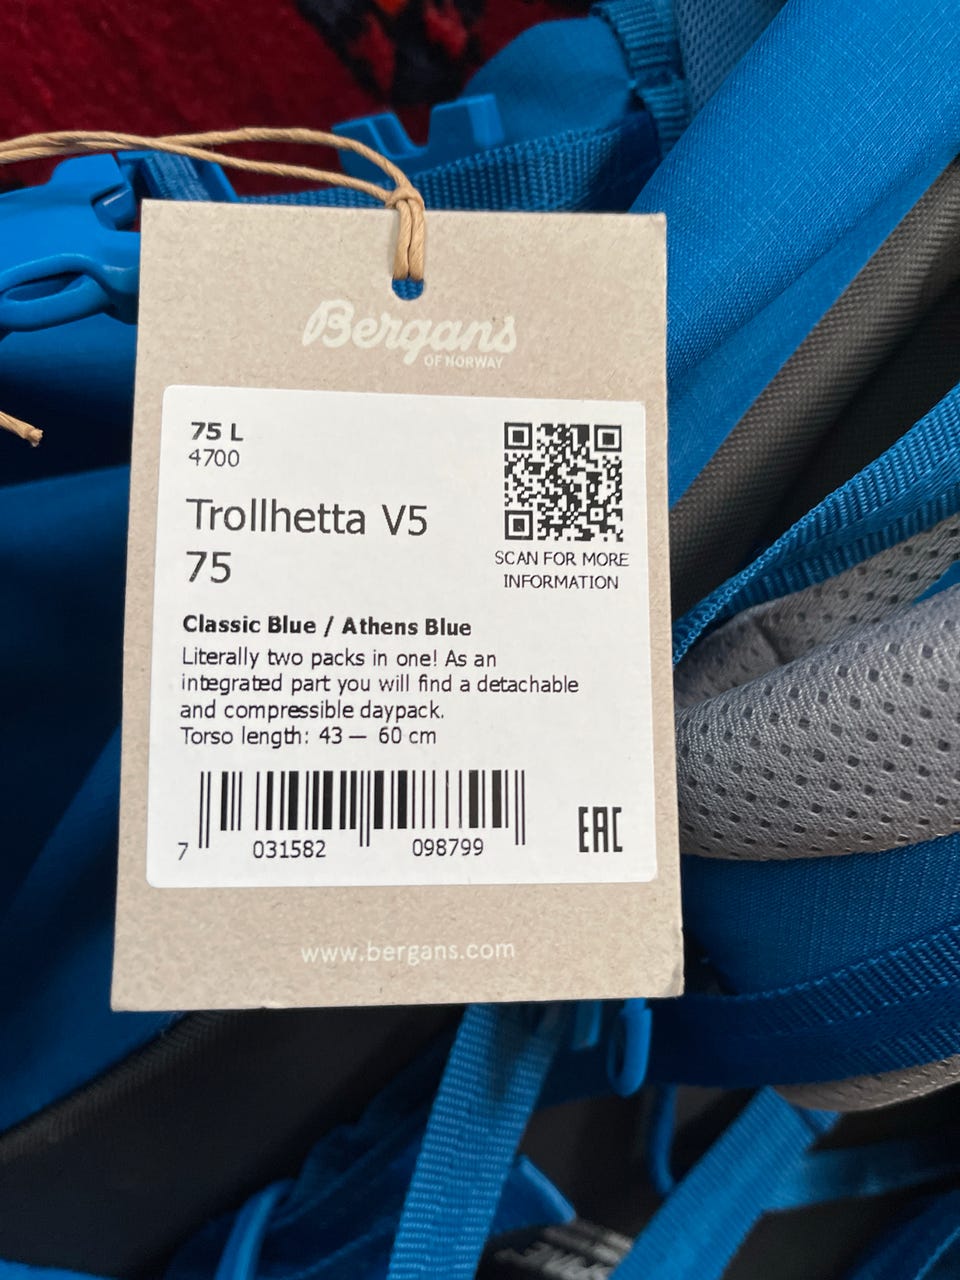 Bergans
OF NORWAY
75 L
4700
Trollhetta V5
75
SCAN FOR MORE
INFORMATION
Classic Blue / Athens Blue
Literally two packs in one! As an
integrated part you will find a detachable
and compressible daypack.
Torso length: 43 — 60 cm
7 031582 098799
EAC
www.bergans.com